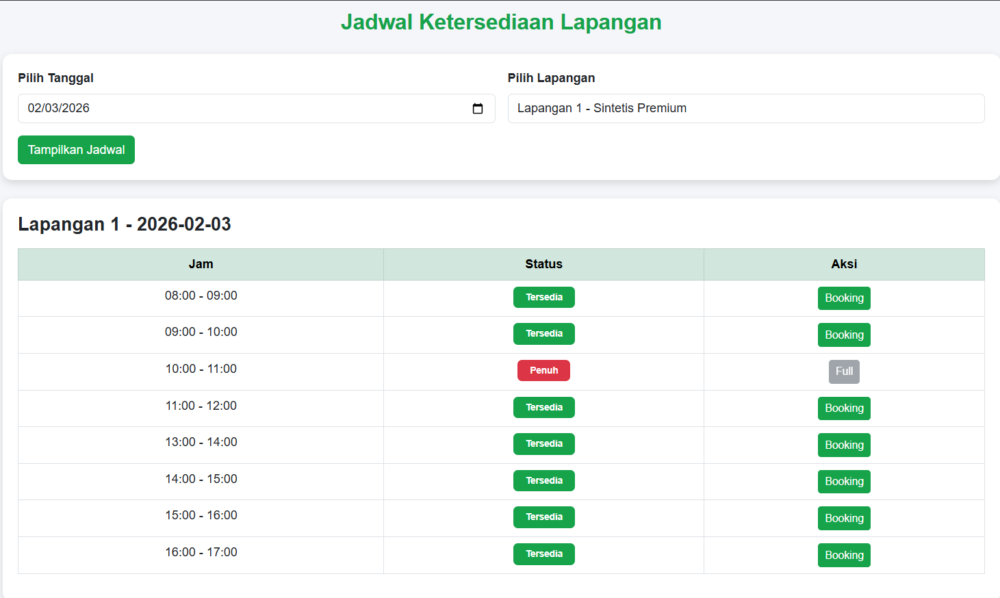 Jadwal Ketersediaan Lapangan
Pilih Tanggal
Pilih Lapangan
02/03/2026
Lapangan 1 - Sintetis Premium
Tampilkan Jadwal
Lapangan 1 - 2026-02-03
Jam Status Aksi
08:00 - 09:00 Tersedia Booking
09:00 - 10:00 Tersedia Booking
10:00 - 11:00 Penuh Full
11:00 - 12:00 Tersedia Booking
13:00 - 14:00 Tersedia Booking
14:00 - 15:00 Tersedia Booking
15:00 - 16:00 Tersedia Booking
16:00 - 17:00 Tersedia Booking